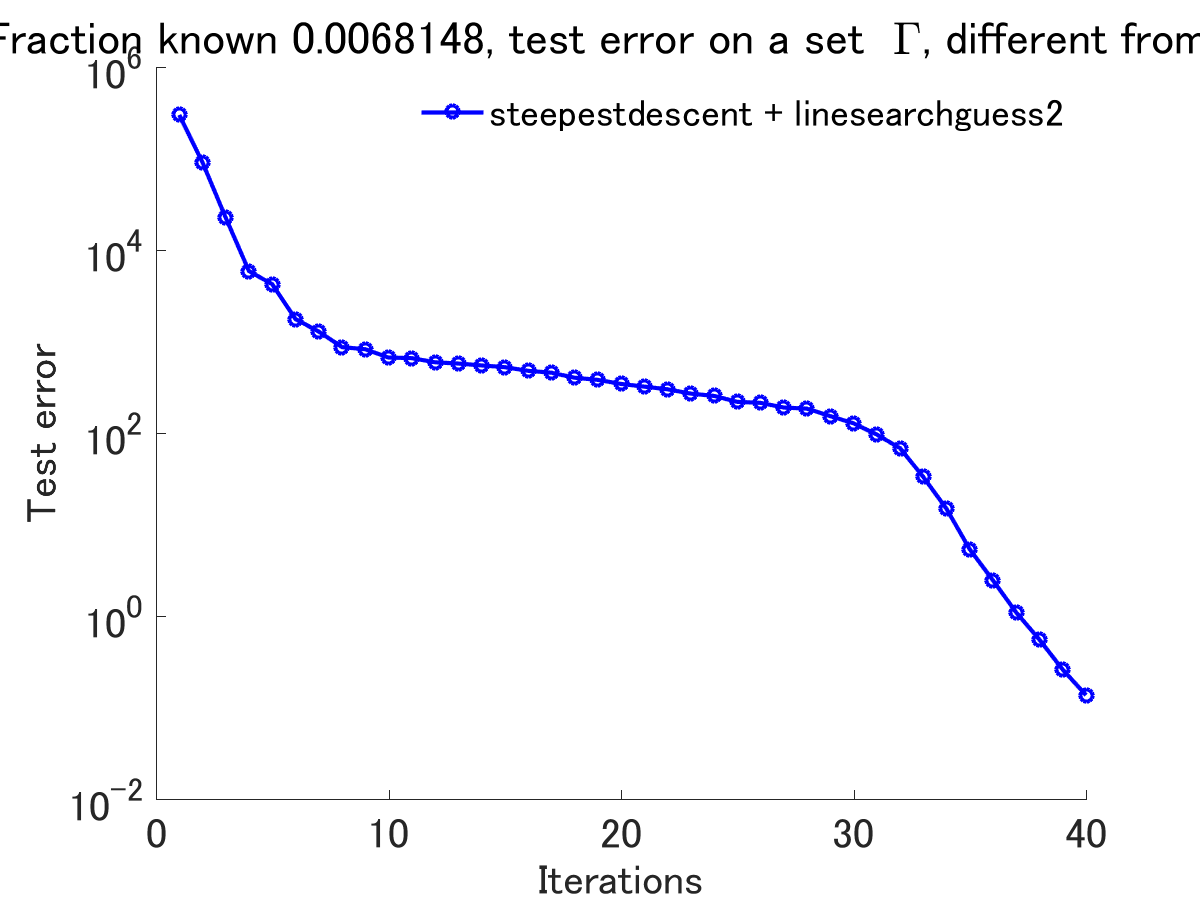 Fraction known 0.0068148, test error on a set Γ, different from
10^6
steepestdescent + linesearchguess2
10^4
10^2
10^0
10^-2
Test error
0 10 20 30 40
Iterations